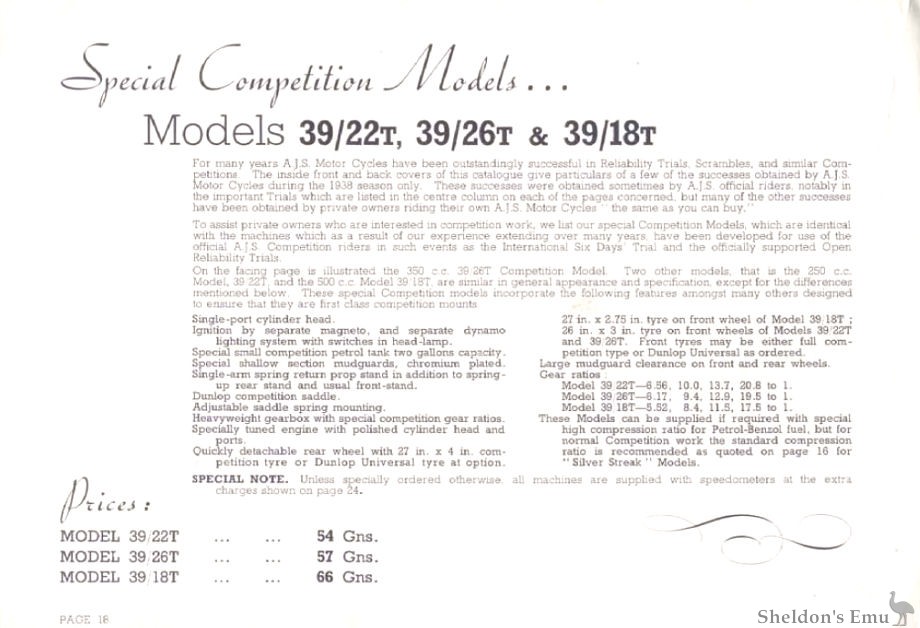 Special Competition Models...
Models 39/22T, 39/26T & 39/18T
For many years A.J.S. Motor Cycles have been outstandingly successful in Reliability Trials, Scrambles, and similar Com-
petitions. The inside front and back covers of this catalogue give particulars of a few of the successes obtained by A.J.S.
Motor Cycles during the 1938 season only. These successes were obtained sometimes by A.J.S. official riders, notably in
the important Trials which are listed in the centre column on each of the pages concerned, but many of the other successes
have been obtained by private owners riding their own A.J.S. Motor Cycles " the same as you can buy."
To assist private owners who are interested in competition work, we list our special Competition Models, which are identical
with the machines which as a result of our experience extending over many years, have been developed for use of the
official A.J.S. Competition riders in such events as the International Six Days' Trial and the officially supported Open
Reliability Trials.
On the facing page is illustrated the 350 c.c. 39/26T Competition Model. Two other models, that is the 250 c.c.
Model, 39/22T, and the 500 c.c. Model 39/18T, are similar in general appearance and specification, except for the differences
mentioned below. These special Competition models incorporate the following features amongst many others designed
to ensure that they are first class competition mounts
Single-port cylinder head.
Ignition by separate magneto, and separate dynamo
lighting system with switches in head-lamp.
Special small competition petrol tank two gallons capacity.
Special shallow section mudguards, chromium plated.
Single-arm spring return prop stand in addition to spring-
up rear stand and usual front-stand.
Dunlop competition saddle.
Adjustable saddle spring mounting.
Heavyweight gearbox with special competition gear ratios.
Specially tuned engine with polished cylinder head and
ports.
Quickly detachable rear wheel with 27 in. x 4 in. com-
petition tyre or Dunlop Universal tyre at option.
27 in. x 2.75 in. tyre on front wheel of Model 39/18T ;
26 in. x 3 in. tyre on front wheels of Models 39/22T
and 39/26T. Front tyres may be either full com-
petition type or Dunlop Universal as ordered.
Large mudguard clearance on front and rear wheels.
Gear ratios :
Model 39/22T—6.56, 10.0, 13.7, 20.8 to 1.
Model 39/26T—6.17, 9.4, 12.9, 19.5 to 1.
Model 39/18T—5.52, 8.4, 11.5, 17.5 to 1.
These Models can be supplied if required with special
high compression ratio for Petrol-Benzol fuel, but for
normal Competition work the standard compression
ratio is recommended as quoted on page 16 for
" Silver Streak " Models.
SPECIAL NOTE. Unless specially ordered otherwise, all machines are supplied with speedometers at the extra
charges shown on page 24.
Prices :
MODEL 39/22T ... ... 54 Gns.
MODEL 39/26T ... ... 57 Gns.
MODEL 39/18T ... ... 66 Gns.
PAGE 18.
Sheldon's Emu